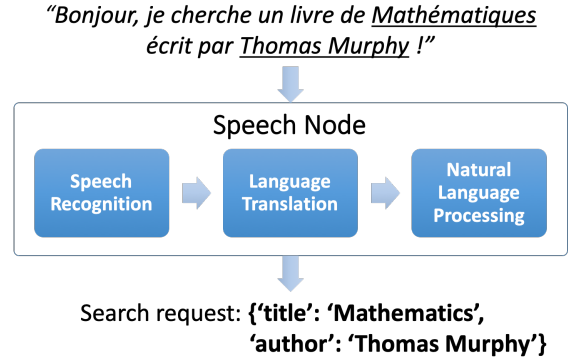 “Bonjour, je cherche un livre de Mathématiques
écrit par Thomas Murphy !”
Speech Node
Speech
Recognition
Language
Translation
Natural
Language
Processing
Search request: {‘title’: ‘Mathematics’,
‘author’: ‘Thomas Murphy’}